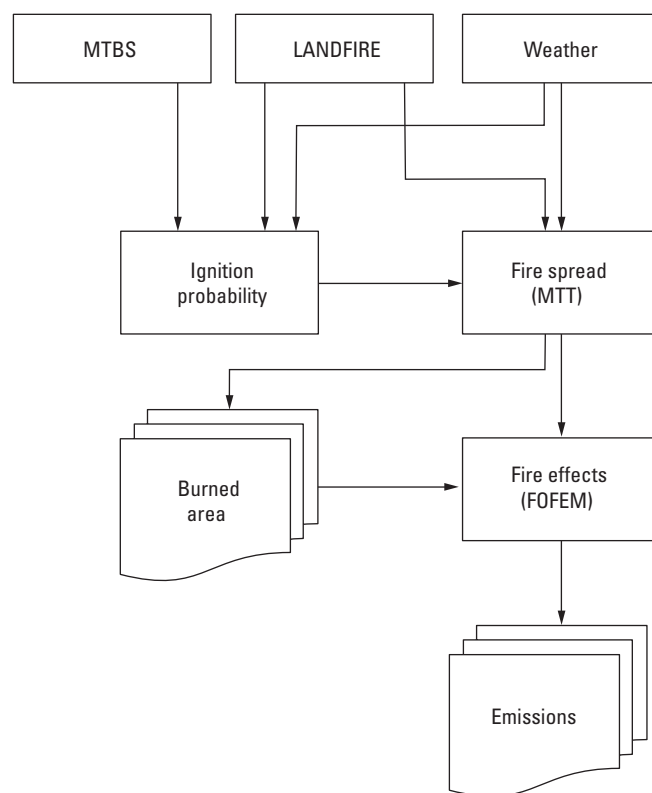 MTBS
LANDFIRE
Weather
Ignition
probability
Fire spread
(MTT)
Burned
area
Fire effects
(FOFEM)
Emissions